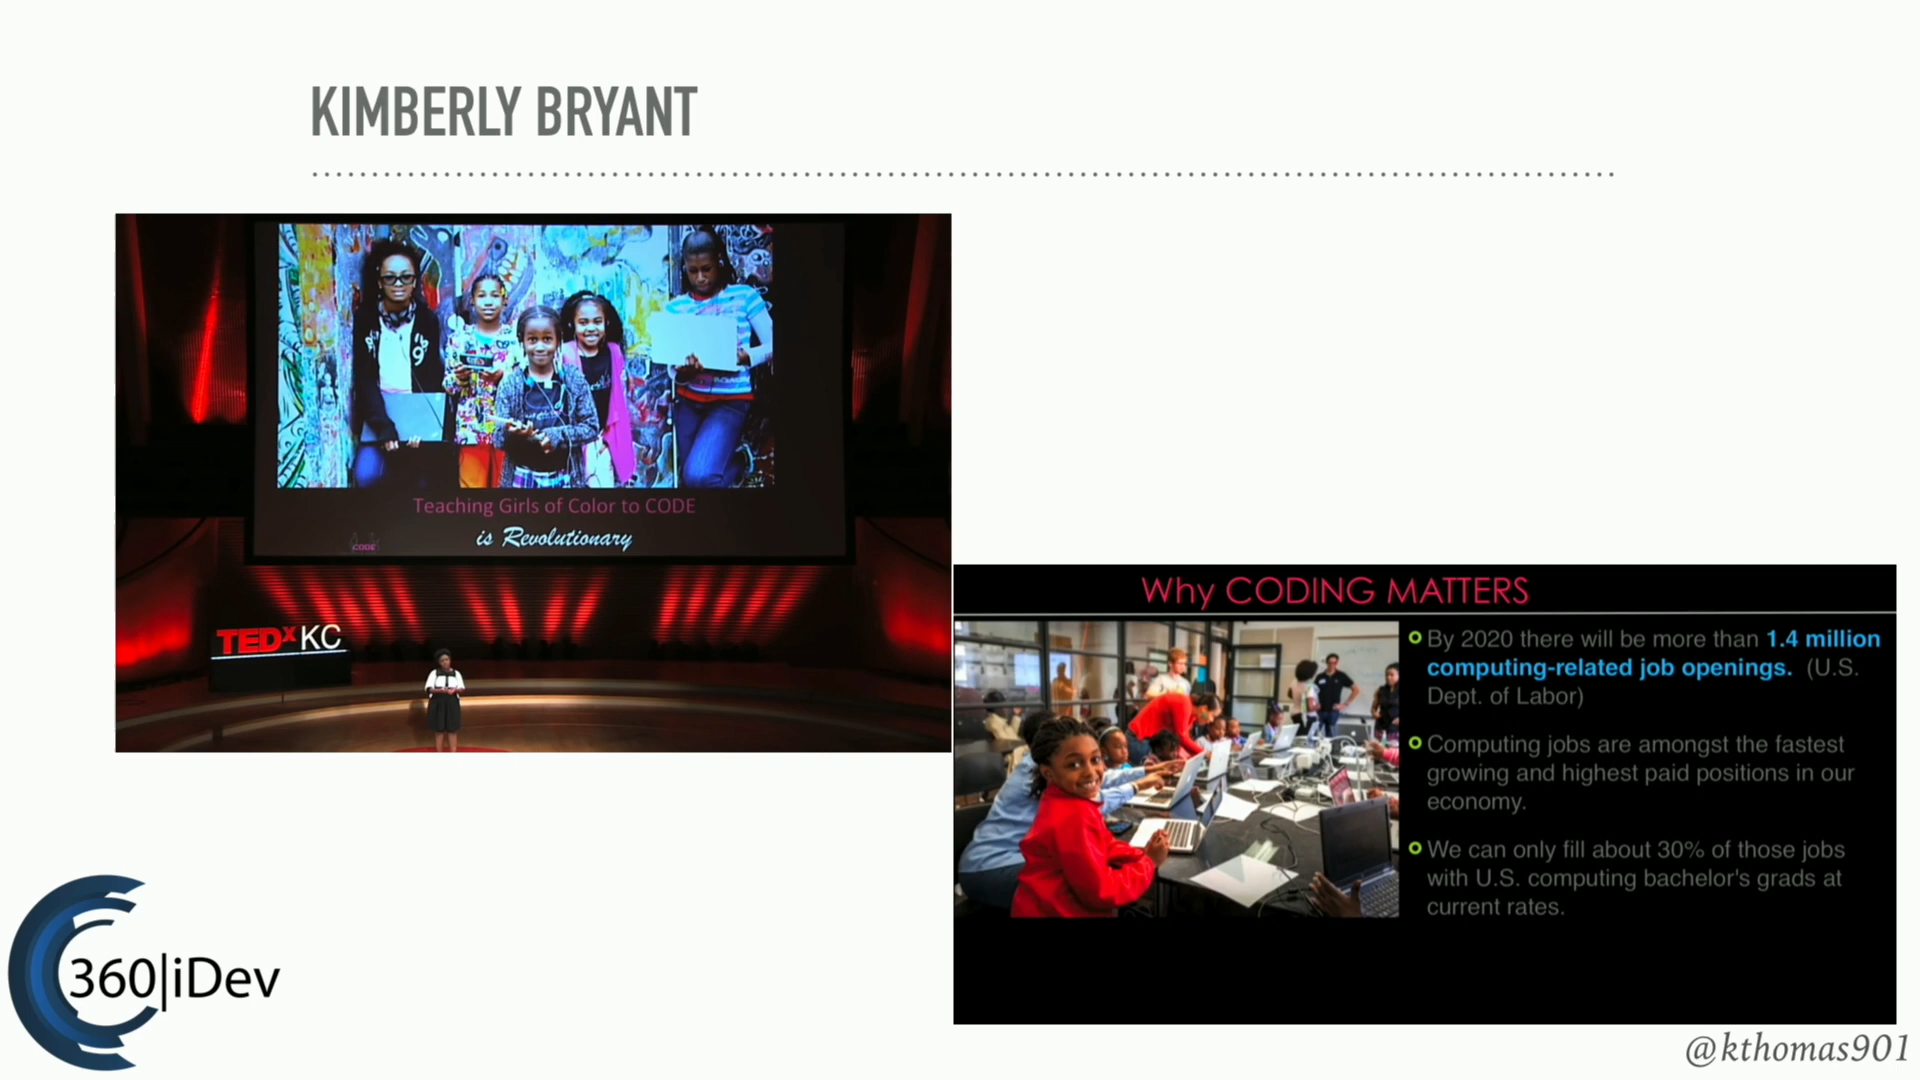 KIMBERLY BRYANT
Teaching Girls of Color to CODE
is Revolutionary
CODE
TEDxKC
Why CODING MATTERS
By 2020 there will be more than 1.4 million
computing-related job openings. (U.S.
Dept. of Labor)
Computing jobs are amongst the fastest
growing and highest paid positions in our
economy.
We can only fill about 30% of those jobs
with U.S. computing bachelor's grads at
current rates.
360|iDev
@kthomas901